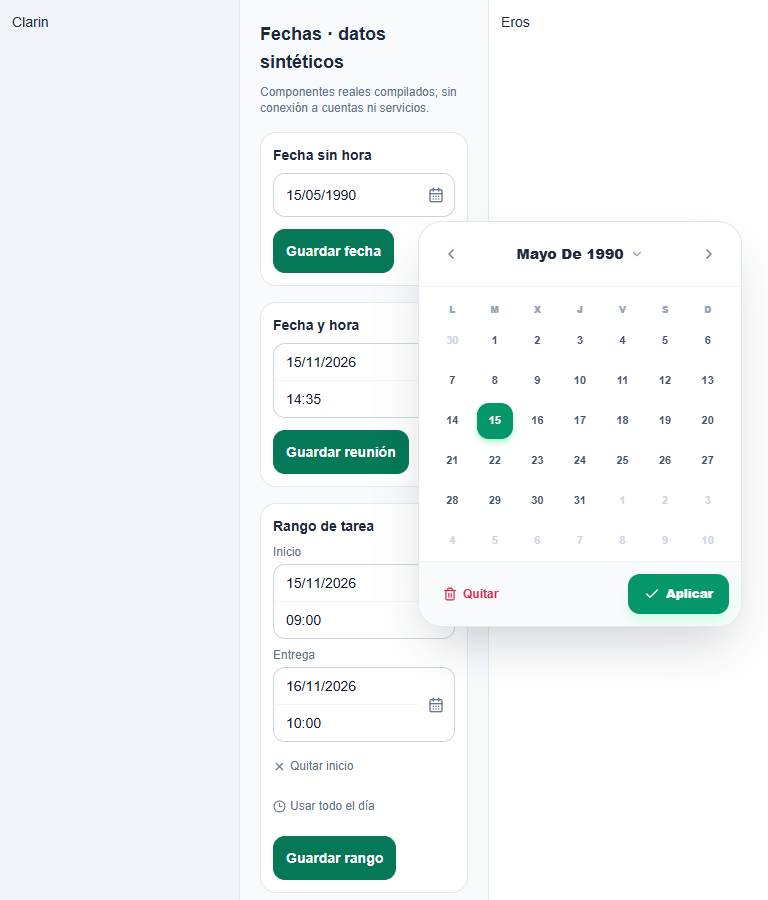 Clarin
Fechas · datos
sintéticos
Componentes reales compilados; sin
conexión a cuentas ni servicios.
Fecha sin hora
15/05/1990
Guardar fecha
Fecha y hora
15/11/2026
14:35
Guardar reunión
Rango de tarea
Inicio
15/11/2026
09:00
Entrega
16/11/2026
10:00
Quitar inicio
Usar todo el día
Guardar rango
Eros
Mayo De 1990
L M X J V S D
30 1 2 3 4 5 6
7 8 9 10 11 12 13
14 15 16 17 18 19 20
21 22 23 24 25 26 27
28 29 30 31 1 2 3
4 5 6 7 8 9 10
Quitar
Aplicar